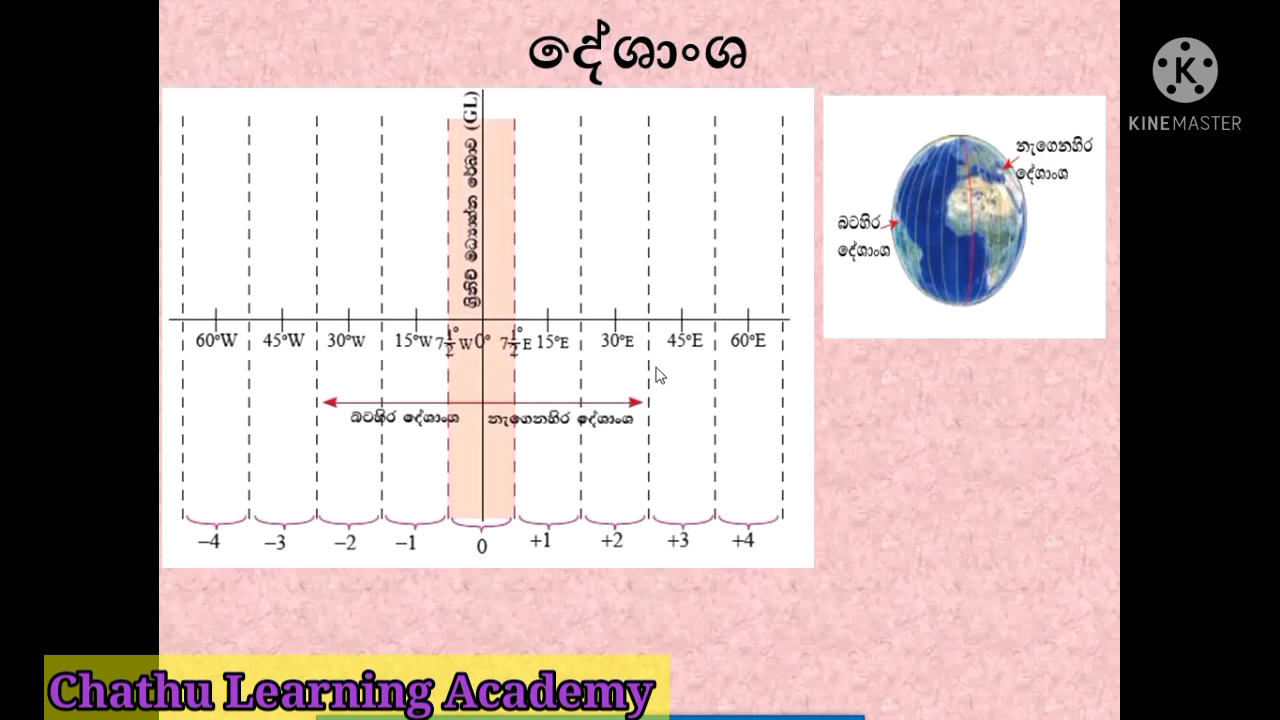 දේශාංශ
ග්‍රිනිච් මධ්‍යාහ්න රේඛාව (GL)
60°W 45°W 30°W 15°W 7½°W 0° 7½°E 15°E 30°E 45°E 60°E
බටහිර දේශාංශ නැගෙනහිර දේශාංශ
–4 –3 –2 –1 0 +1 +2 +3 +4
නැගෙනහිර
දේශාංශ
බටහිර
දේශාංශ
K
KINEMASTER
Chathu Learning Academy